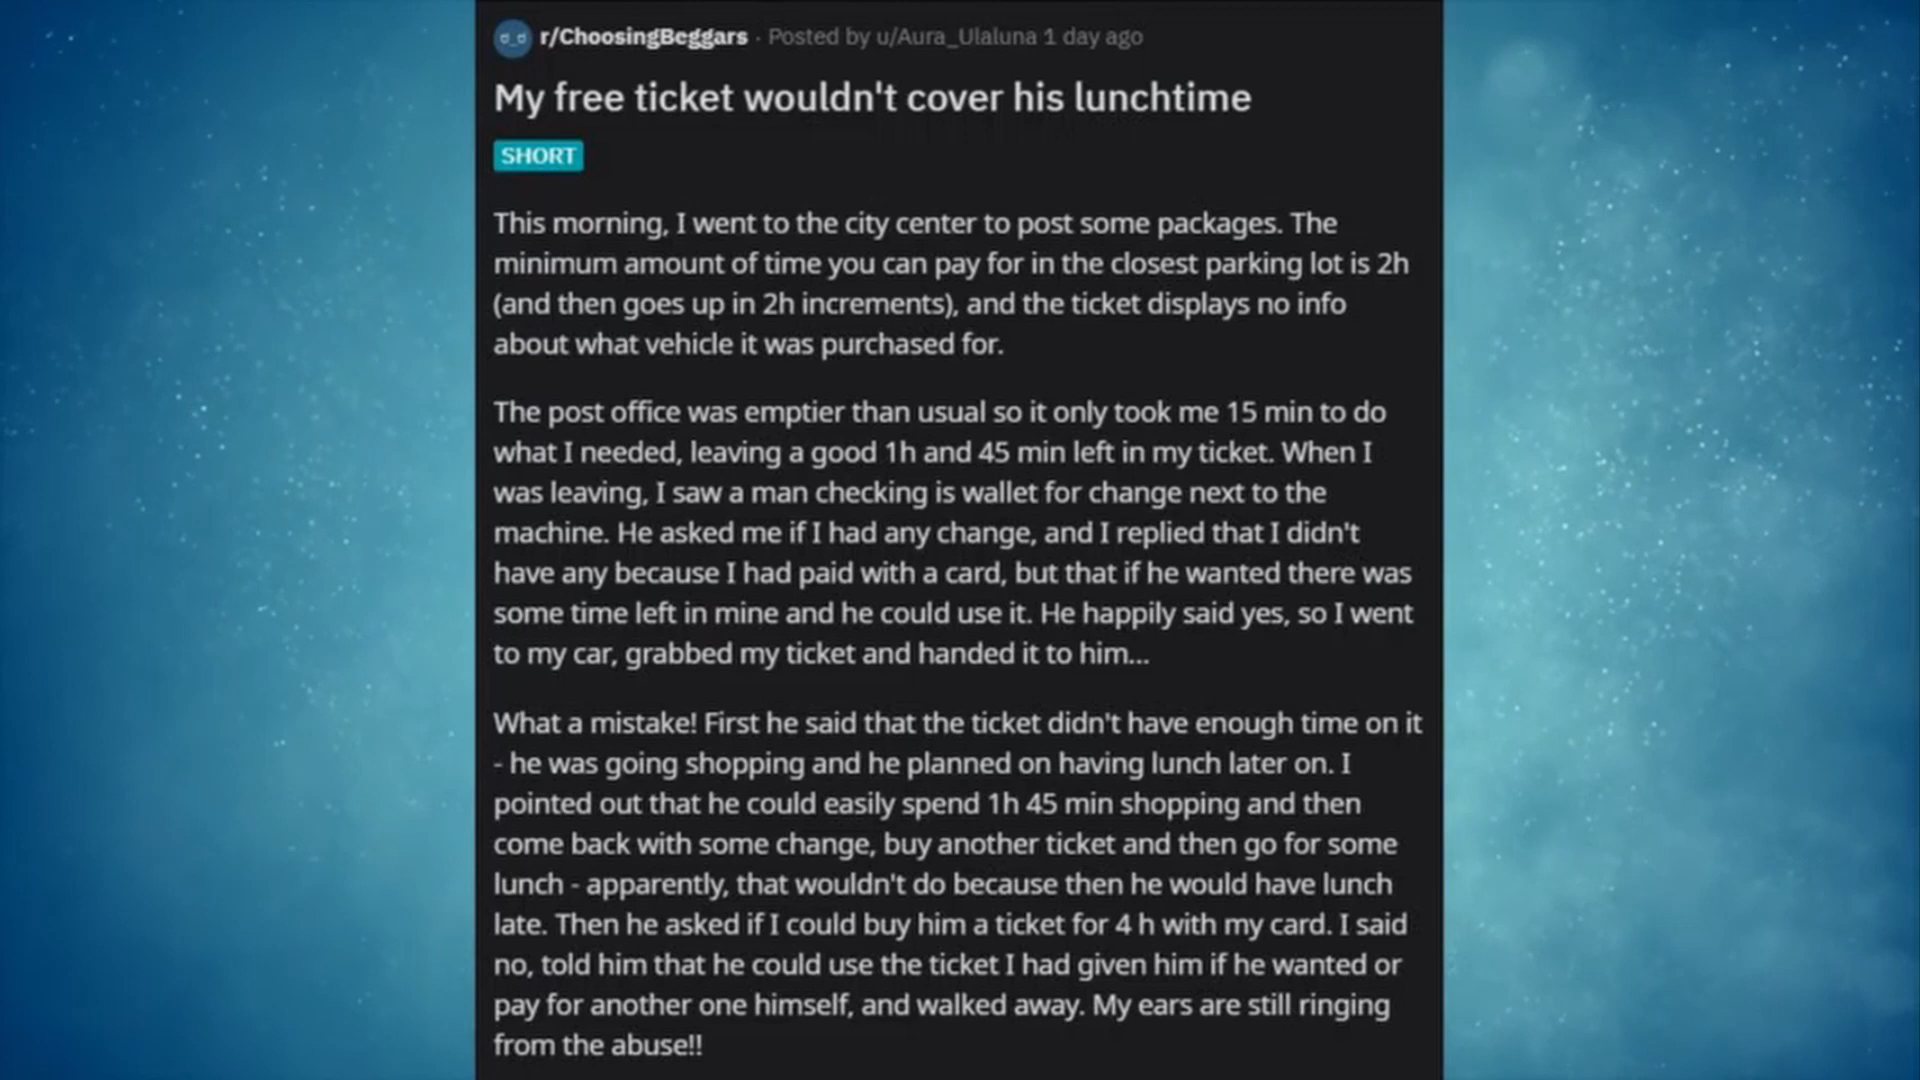 r/ChoosingBeggars · Posted by u/Aura_Ulaluna 1 day ago
My free ticket wouldn't cover his lunchtime
SHORT
This morning, I went to the city center to post some packages. The
minimum amount of time you can pay for in the closest parking lot is 2h
(and then goes up in 2h increments), and the ticket displays no info
about what vehicle it was purchased for.
The post office was emptier than usual so it only took me 15 min to do
what I needed, leaving a good 1h and 45 min left in my ticket. When I
was leaving, I saw a man checking is wallet for change next to the
machine. He asked me if I had any change, and I replied that I didn't
have any because I had paid with a card, but that if he wanted there was
some time left in mine and he could use it. He happily said yes, so I went
to my car, grabbed my ticket and handed it to him...
What a mistake! First he said that the ticket didn't have enough time on it
- he was going shopping and he planned on having lunch later on. I
pointed out that he could easily spend 1h 45 min shopping and then
come back with some change, buy another ticket and then go for some
lunch - apparently, that wouldn't do because then he would have lunch
late. Then he asked if I could buy him a ticket for 4 h with my card. I said
no, told him that he could use the ticket I had given him if he wanted or
pay for another one himself, and walked away. My ears are still ringing
from the abuse!!